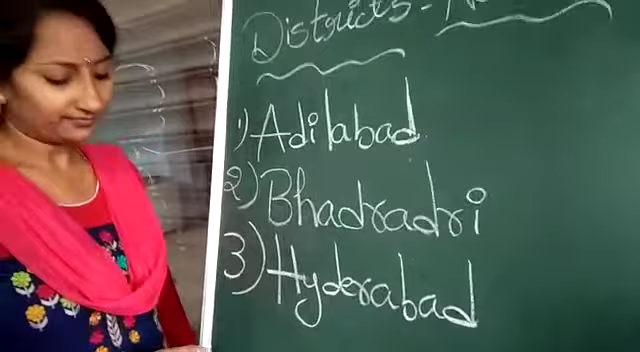 Districts -
1) Adilabad
2) Bhadradri
3) Hyderabad